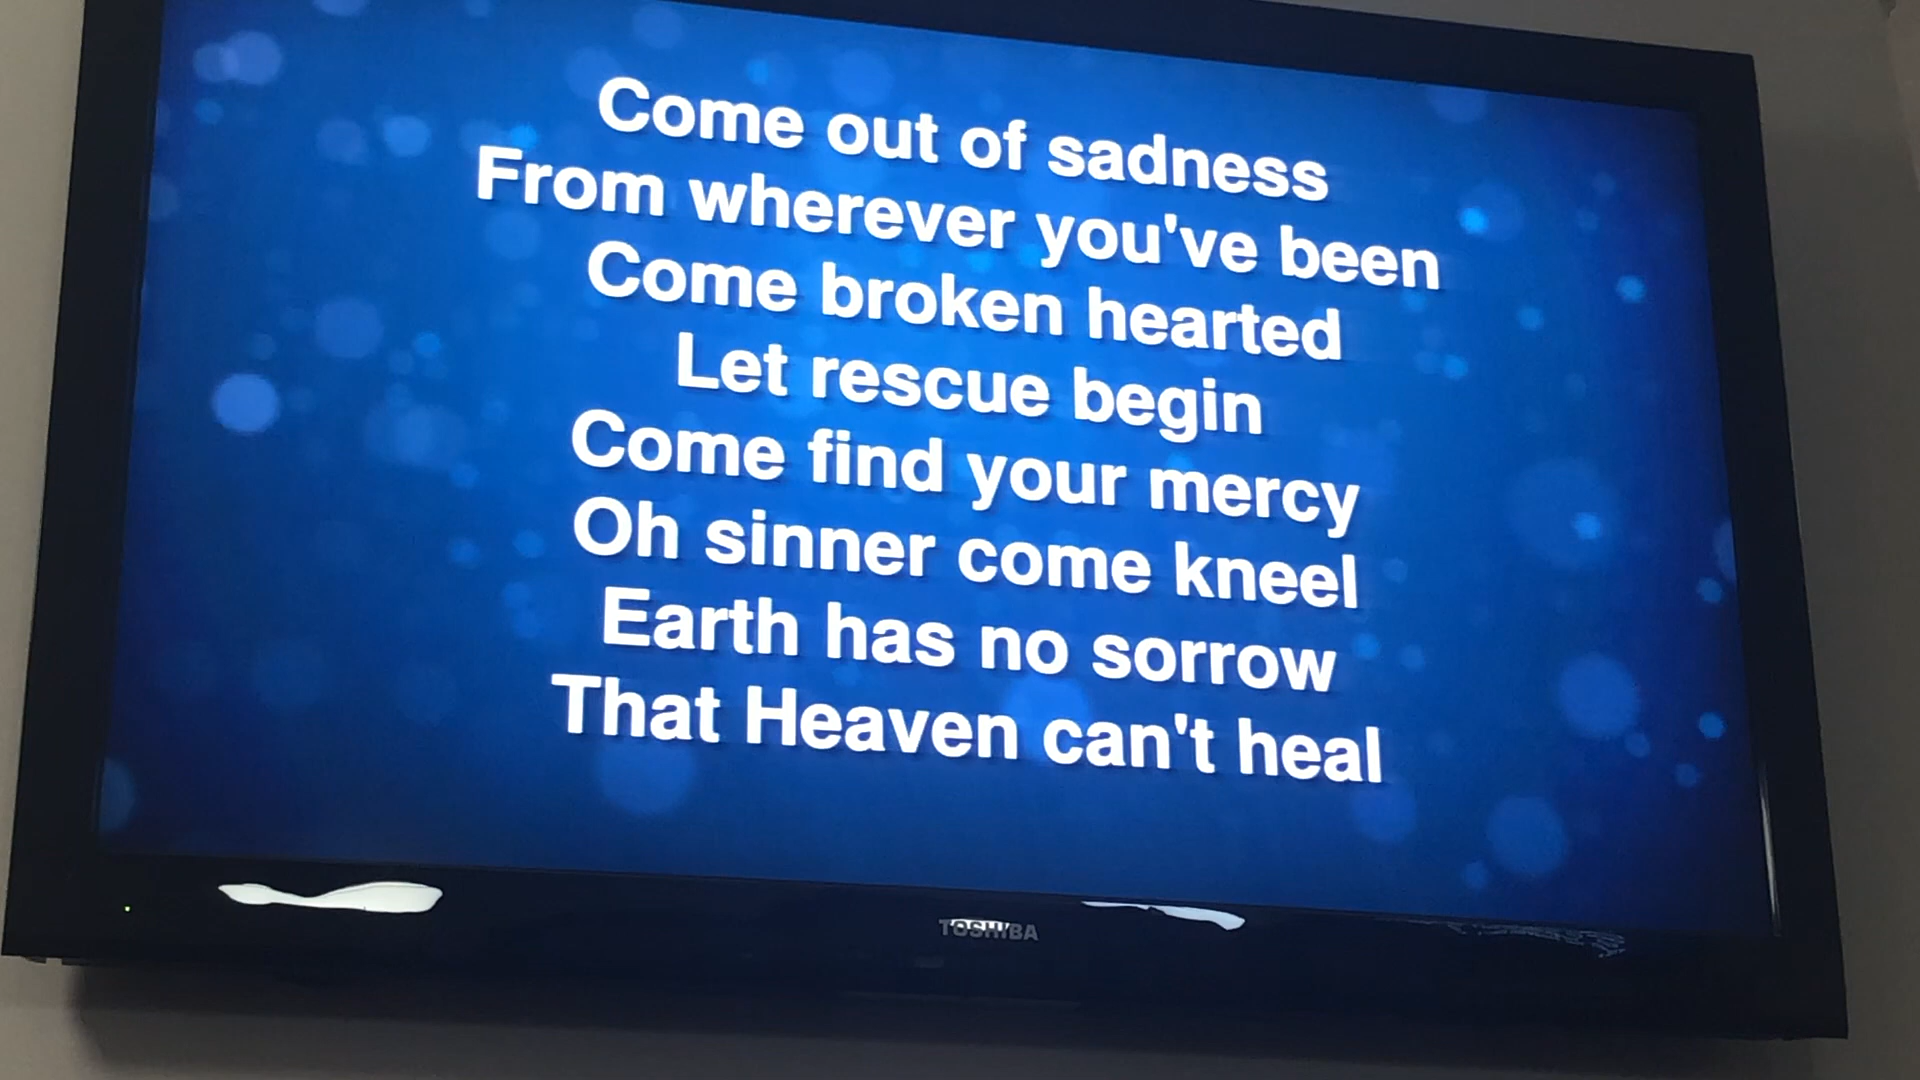 Come out of sadness
From wherever you've been
Come broken hearted
Let rescue begin
Come find your mercy
Oh sinner come kneel
Earth has no sorrow
That Heaven can't heal
TOSHIBA